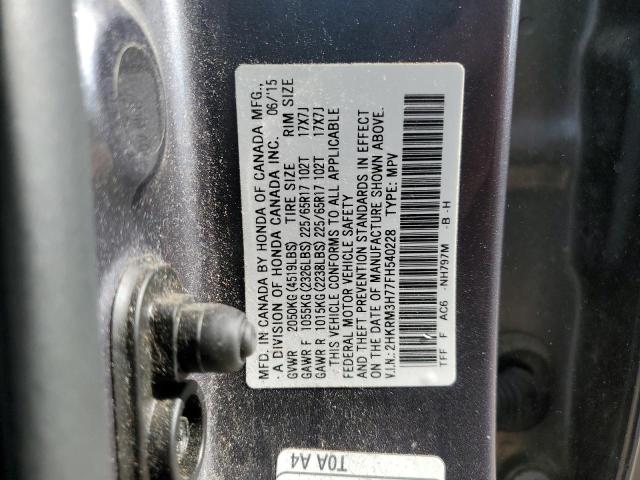 MFD. IN CANADA BY HONDA OF CANADA MFG.,
A DIVISION OF HONDA CANADA INC. 06/'15
GVWR 2050KG (4519LBS) TIRE SIZE RIM SIZE
GAWR F 1055KG (2326LBS) 225/65R17 102T 17X7J
GAWR R 1015KG (2238LBS) 225/65R17 102T 17X7J
THIS VEHICLE CONFORMS TO ALL APPLICABLE
FEDERAL MOTOR VEHICLE SAFETY
AND THEFT PREVENTION STANDARDS IN EFFECT
ON THE DATE OF MANUFACTURE SHOWN ABOVE.
V.I.N.: 2HKRM3H77FH540228 TYPE: MPV
TFF F AC6 NH797M -B-H
T0A A4